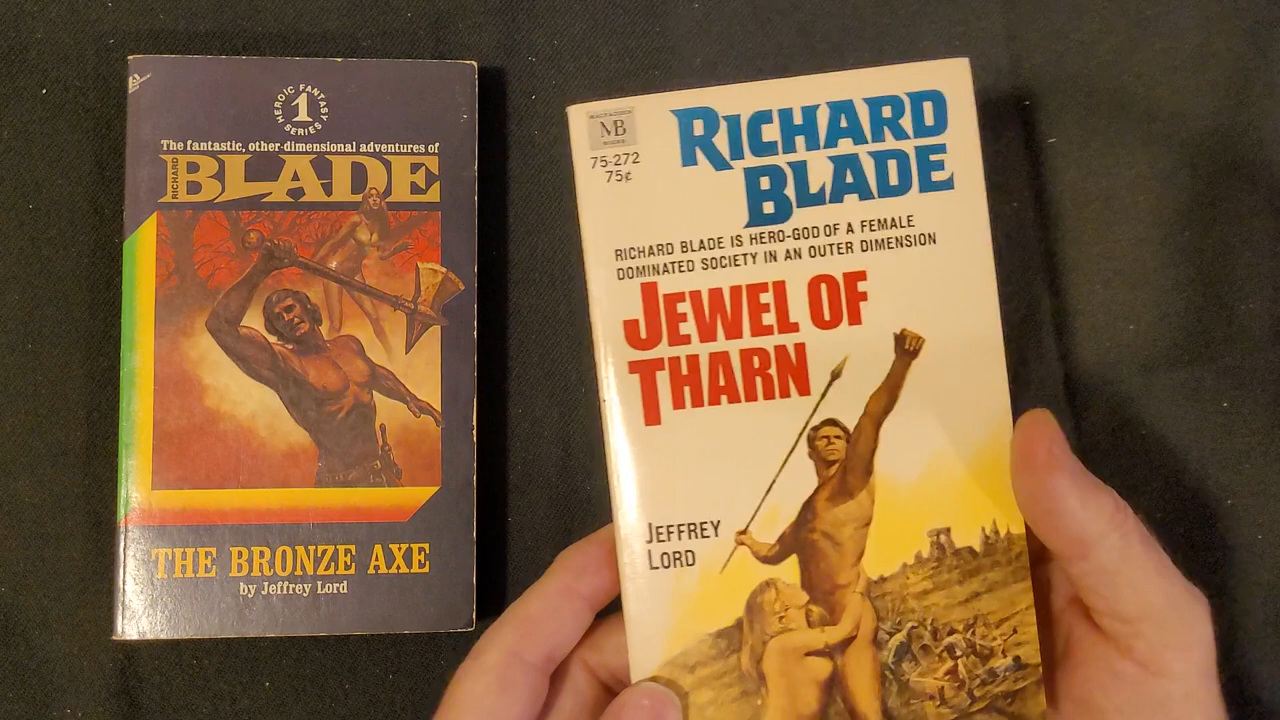 HEROIC FANTASY
1
SERIES
The fantastic, other-dimensional adventures of
RICHARD
BLADE
THE BRONZE AXE
by Jeffrey Lord
MB
BOOKS
75-272
75¢
RICHARD
BLADE
RICHARD BLADE IS HERO-GOD OF A FEMALE
DOMINATED SOCIETY IN AN OUTER DIMENSION
JEWEL OF
THARN
JEFFREY
LORD